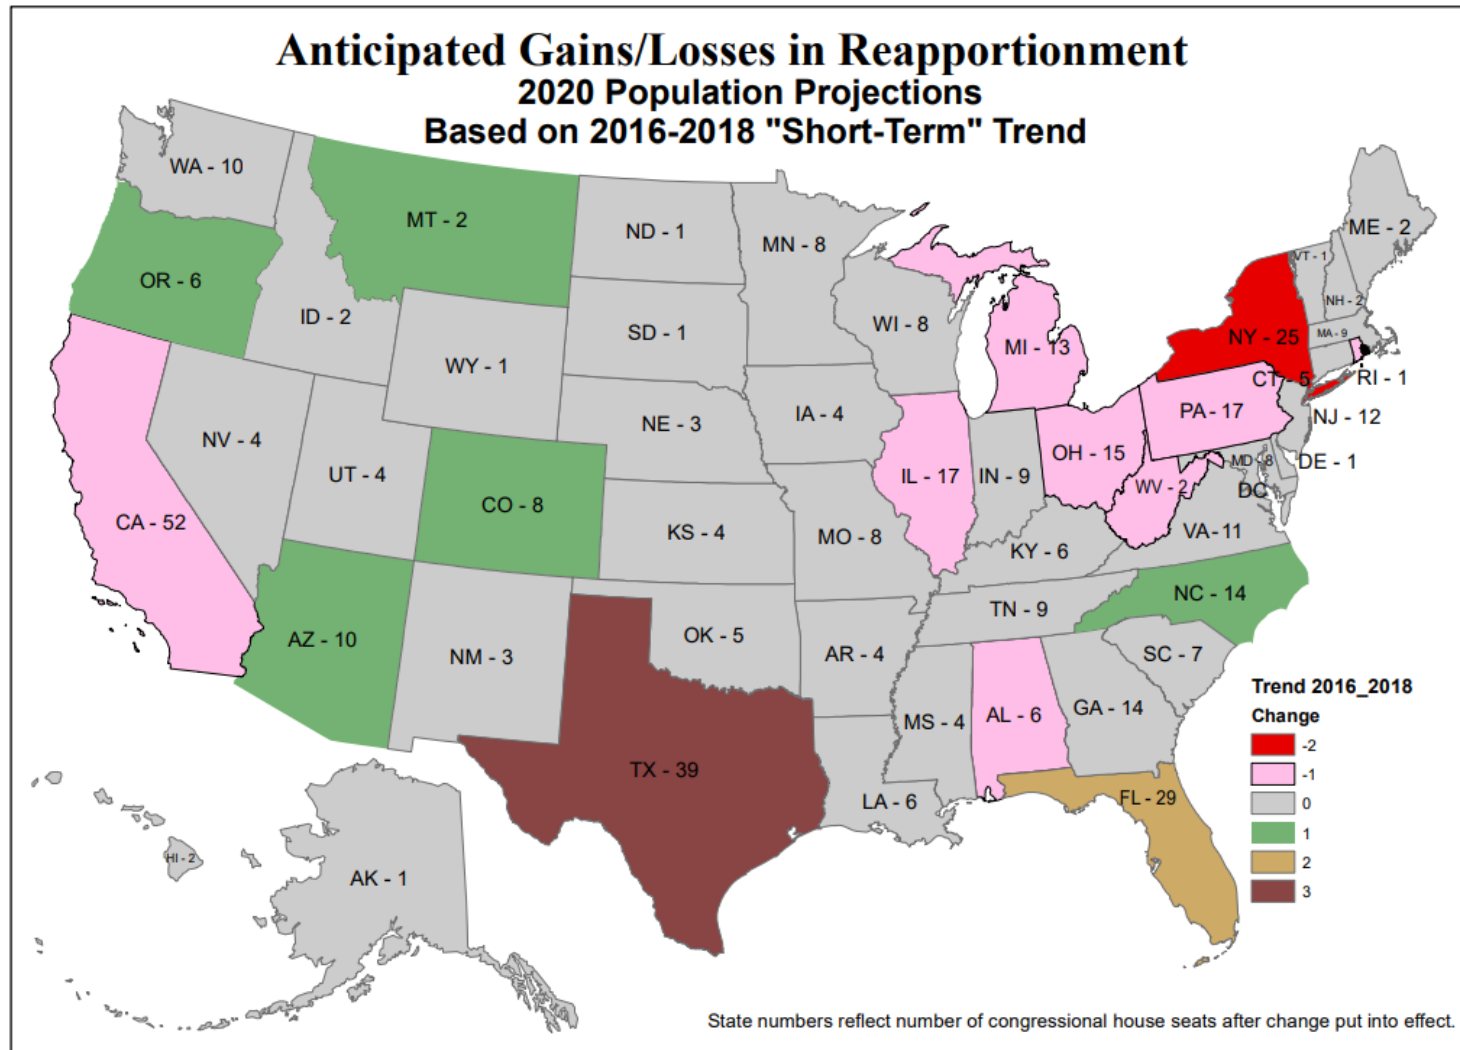 Anticipated Gains/Losses in Reapportionment
2020 Population Projections
Based on 2016-2018 "Short-Term" Trend
WA - 10
MT - 2
ND - 1
MN - 8
ME - 2
VT - 1
NH - 2
MA - 9
OR - 6
ID - 2
SD - 1
WI - 8
MI - 13
NY - 25
CT - 5
RI - 1
WY - 1
NE - 3
IA - 4
PA - 17
NJ - 12
NV - 4
UT - 4
CO - 8
IL - 17
IN - 9
OH - 15
WV - 2
MD - 8
DE - 1
DC
CA - 52
KS - 4
MO - 8
KY - 6
VA - 11
AZ - 10
NM - 3
OK - 5
AR - 4
TN - 9
NC - 14
SC - 7
MS - 4
AL - 6
GA - 14
TX - 39
LA - 6
FL - 29
HI - 2
AK - 1
Trend 2016_2018
Change
-2
-1
0
1
2
3
State numbers reflect number of congressional house seats after change put into effect.